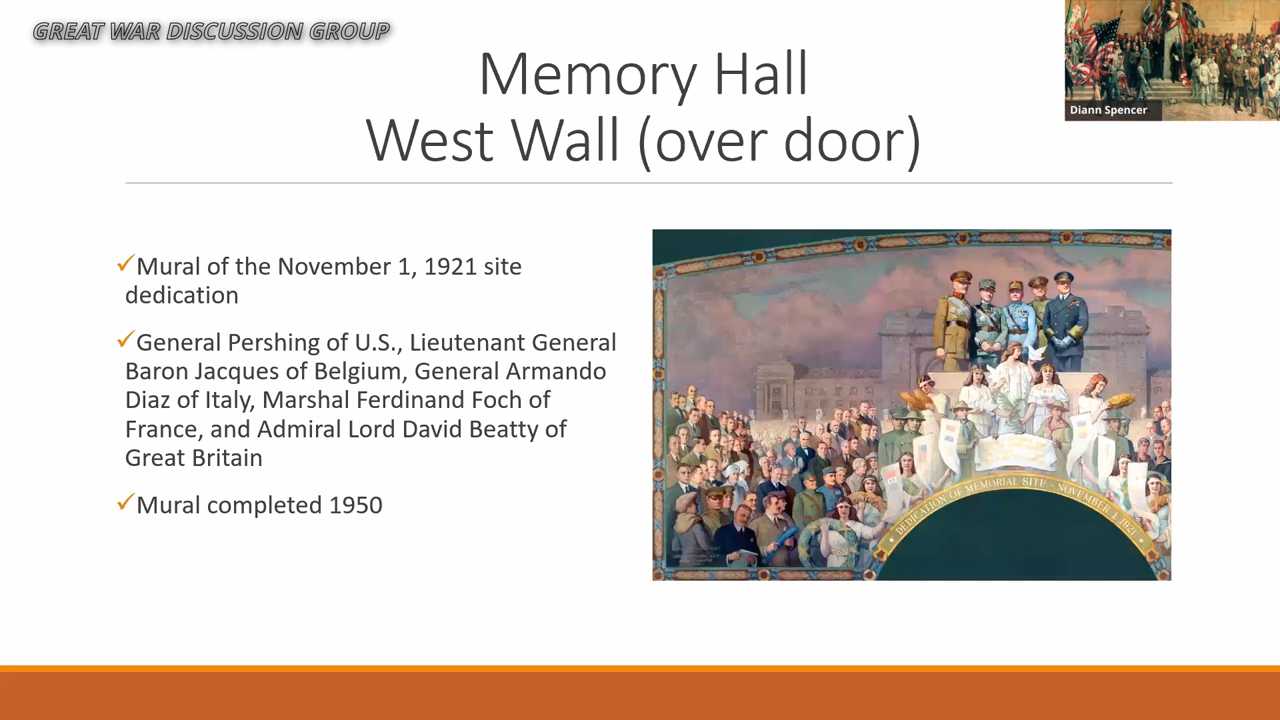 GREAT WAR DISCUSSION GROUP
Memory Hall
West Wall (over door)
Diann Spencer
✓Mural of the November 1, 1921 site
dedication
✓General Pershing of U.S., Lieutenant General
Baron Jacques of Belgium, General Armando
Diaz of Italy, Marshal Ferdinand Foch of
France, and Admiral Lord David Beatty of
Great Britain
✓Mural completed 1950
DEDICATION OF MEMORIAL SITE - NOVEMBER 1, 1921